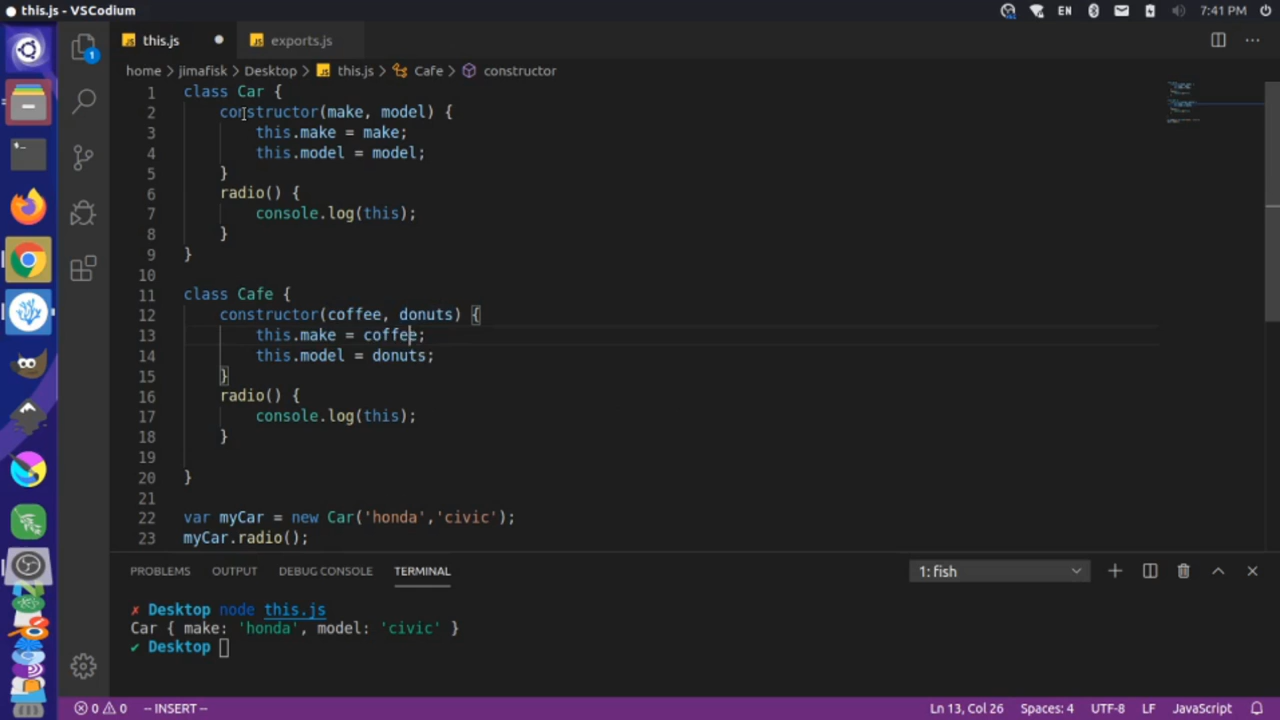 this.js - VSCodium
EN
7:41 PM
this.js
exports.js
1
home > jimafisk > Desktop > this.js > Cafe > constructor
1 class Car {
2 constructor(make, model) {
3 this.make = make;
4 this.model = model;
5 }
6 radio() {
7 console.log(this);
8 }
9 }
10
11 class Cafe {
12 constructor(coffee, donuts) {
13 this.make = coffee;
14 this.model = donuts;
15 }
16 radio() {
17 console.log(this);
18 }
19
20 }
21
22 var myCar = new Car('honda','civic');
23 myCar.radio();
PROBLEMS OUTPUT DEBUG CONSOLE TERMINAL 1: fish
✗ Desktop node this.js
Car { make: 'honda', model: 'civic' }
✔ Desktop
0 0 -- INSERT -- Ln 13, Col 26 Spaces: 4 UTF-8 LF JavaScript